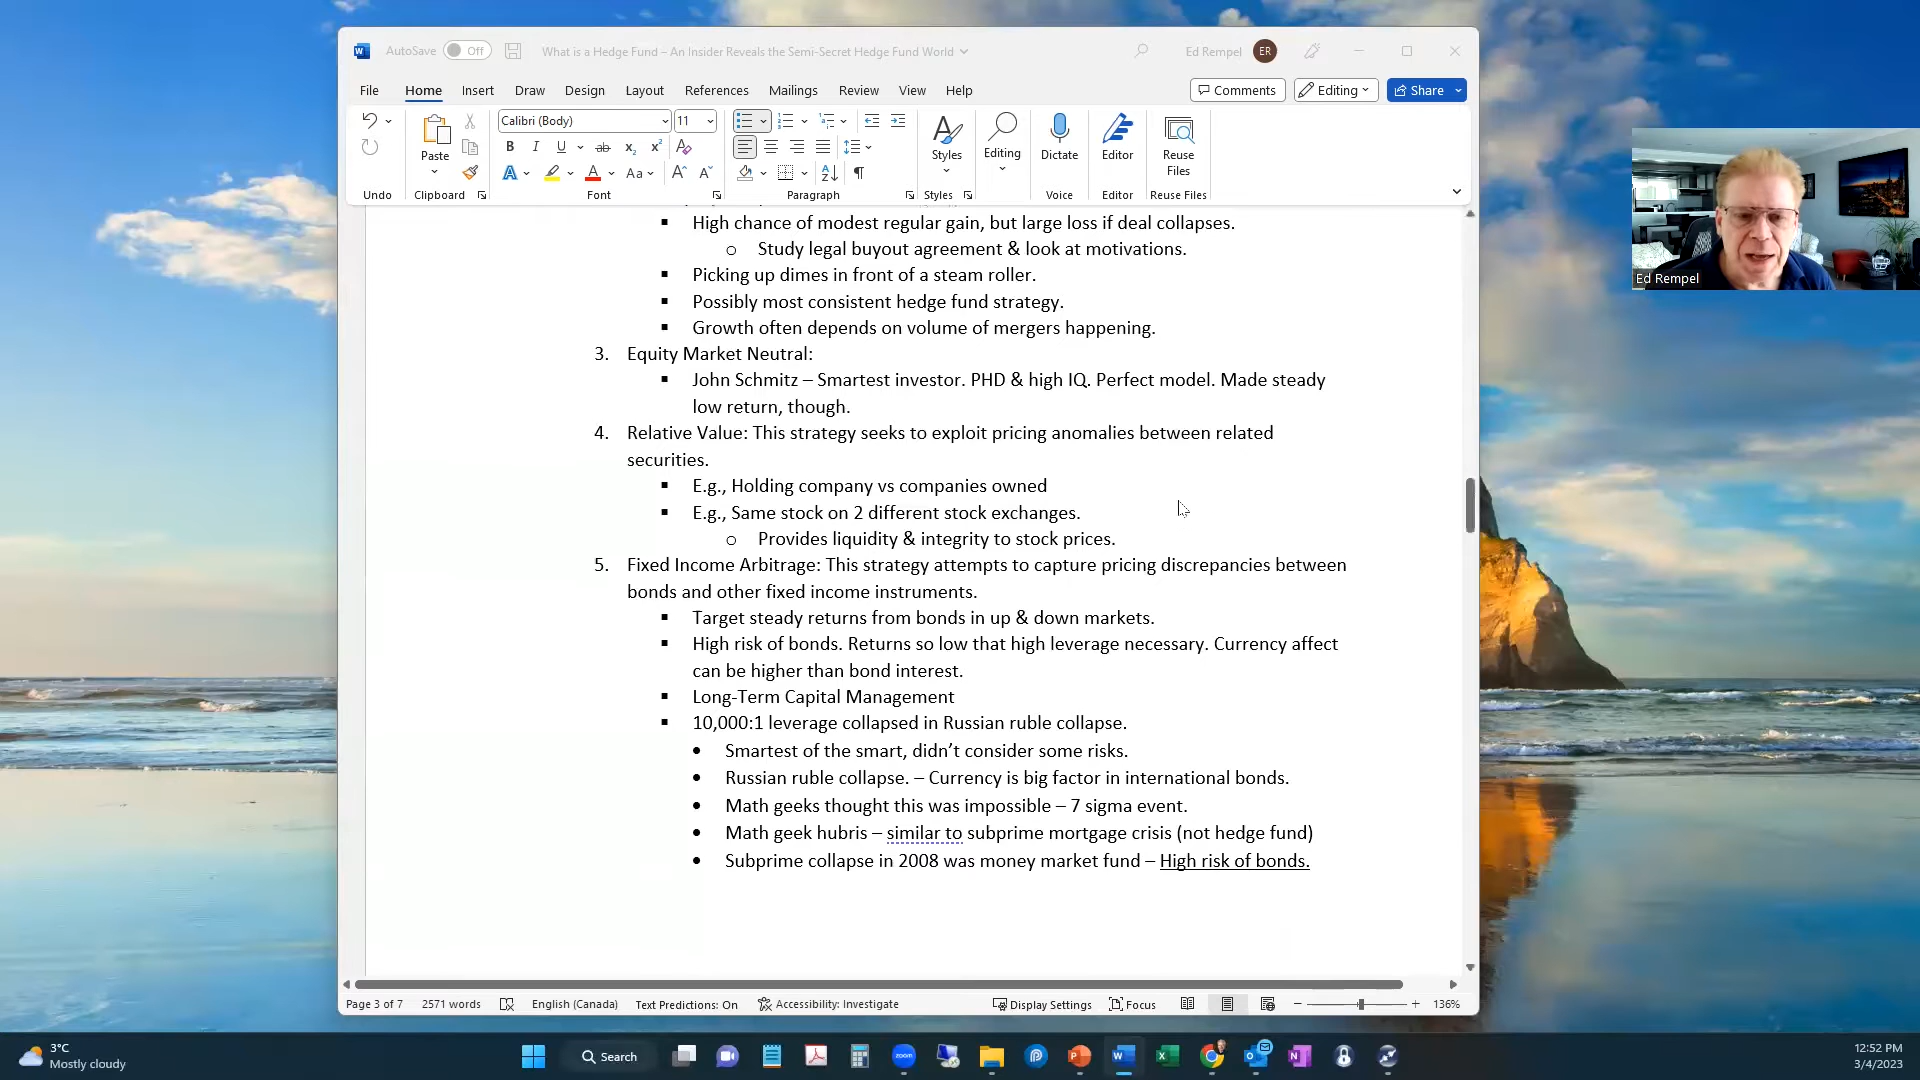 AutoSave Off What is a Hedge Fund – An Insider Reveals the Semi-Secret Hedge Fund World Ed Rempel ER
File Home Insert Draw Design Layout References Mailings Review View Help Comments Editing Share
Calibri (Body) 11
Paste Styles Editing Dictate Editor Reuse Files
Undo Clipboard Font Paragraph Styles Voice Editor Reuse Files
▪ High chance of modest regular gain, but large loss if deal collapses.
o Study legal buyout agreement & look at motivations.
▪ Picking up dimes in front of a steam roller.
▪ Possibly most consistent hedge fund strategy.
▪ Growth often depends on volume of mergers happening.
3. Equity Market Neutral:
▪ John Schmitz – Smartest investor. PHD & high IQ. Perfect model. Made steady
low return, though.
4. Relative Value: This strategy seeks to exploit pricing anomalies between related
securities.
▪ E.g., Holding company vs companies owned
▪ E.g., Same stock on 2 different stock exchanges.
o Provides liquidity & integrity to stock prices.
5. Fixed Income Arbitrage: This strategy attempts to capture pricing discrepancies between
bonds and other fixed income instruments.
▪ Target steady returns from bonds in up & down markets.
▪ High risk of bonds. Returns so low that high leverage necessary. Currency affect
can be higher than bond interest.
▪ Long-Term Capital Management
▪ 10,000:1 leverage collapsed in Russian ruble collapse.
• Smartest of the smart, didn’t consider some risks.
• Russian ruble collapse. – Currency is big factor in international bonds.
• Math geeks thought this was impossible – 7 sigma event.
• Math geek hubris – similar to subprime mortgage crisis (not hedge fund)
• Subprime collapse in 2008 was money market fund – High risk of bonds.
Page 3 of 7 2571 words English (Canada) Text Predictions: On Accessibility: Investigate Display Settings Focus 136%
Ed Rempel
3°C
Mostly cloudy
Search
zoom
12:52 PM
3/4/2023